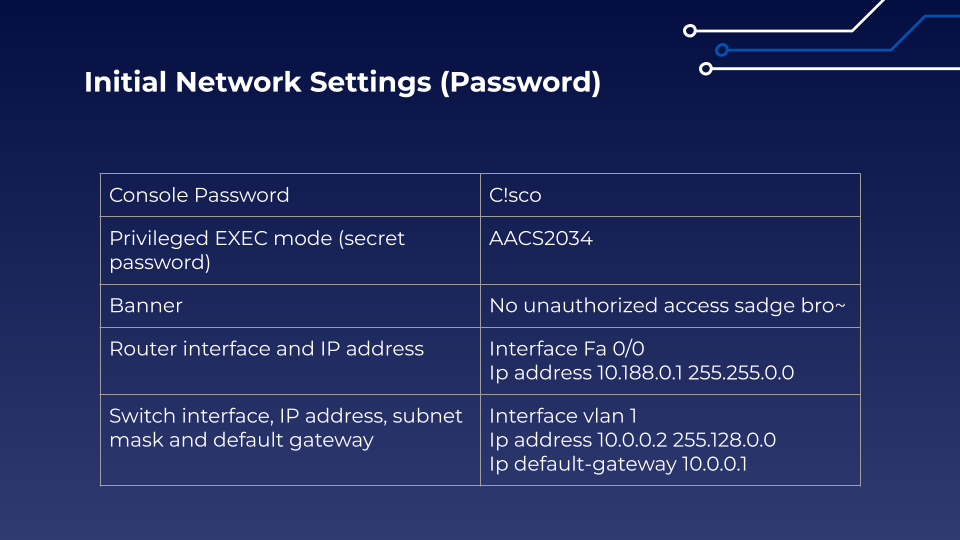 Initial Network Settings (Password)
Console Password
C!sco
Privileged EXEC mode (secret
password)
AACS2034
Banner
No unauthorized access sadge bro~
Router interface and IP address
Interface Fa 0/0
Ip address 10.188.0.1 255.255.0.0
Switch interface, IP address, subnet
mask and default gateway
Interface vlan 1
Ip address 10.0.0.2 255.128.0.0
Ip default-gateway 10.0.0.1